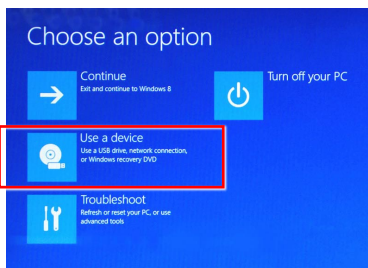 Choose an option
Continue
Exit and continue to Windows 8
Turn off your PC
Use a device
Use a USB drive, network connection,
or Windows recovery DVD
Troubleshoot
Refresh or reset your PC, or use
advanced tools